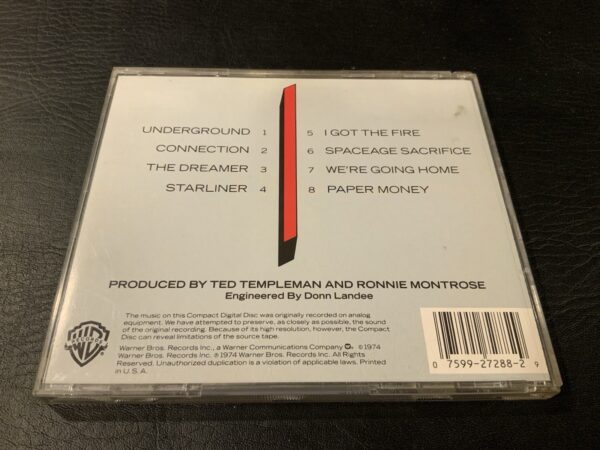 UNDERGROUND 1
CONNECTION 2
THE DREAMER 3
STARLINER 4
5 I GOT THE FIRE
6 SPACEAGE SACRIFICE
7 WE'RE GOING HOME
8 PAPER MONEY
PRODUCED BY TED TEMPLEMAN AND RONNIE MONTROSE
Engineered By Donn Landee
The music on this Compact Digital Disc was originally recorded on analog
equipment. We have attempted to preserve, as closely as possible, the sound
of the original recording. Because of its high resolution, however, the Compact
Disc can reveal limitations of the source tape.
Warner Bros. Records Inc., a Warner Communications Company ©1974
Warner Bros. Records Inc. ℗ 1974 Warner Bros. Records Inc. All Rights
Reserved. Unauthorized duplication is a violation of applicable laws. Printed
in U.S.A.
RECORDS
0 7599-27288-2 9